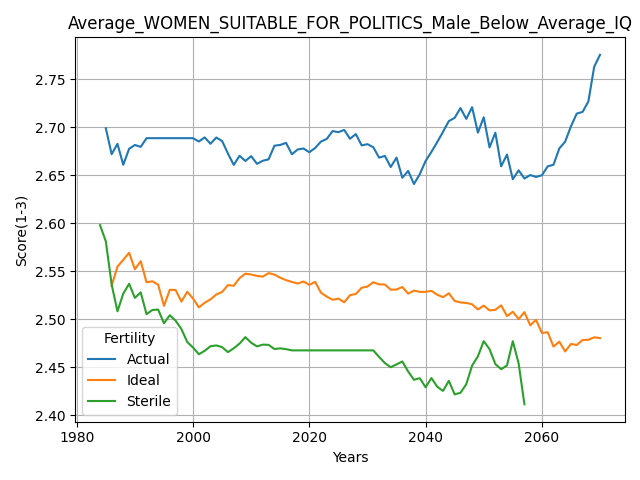 Average_WOMEN_SUITABLE_FOR_POLITICS_Male_Below_Average_IQ
2.75
2.70
2.65
2.60
2.55
2.50
2.45
2.40
Score(1-3)
Fertility
Actual
Ideal
Sterile
1980 2000 2020 2040 2060
Years